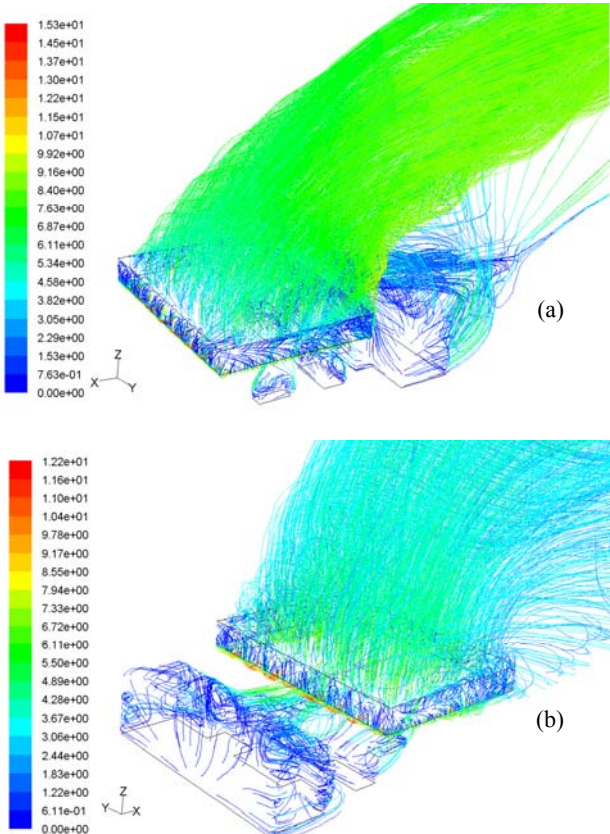 1.53e+01
1.45e+01
1.37e+01
1.30e+01
1.22e+01
1.15e+01
1.07e+01
9.92e+00
9.16e+00
8.40e+00
7.63e+00
6.87e+00
6.11e+00
5.34e+00
4.58e+00
3.82e+00
3.05e+00
2.29e+00
1.53e+00
7.63e-01
0.00e+00
Z
X
Y
(a)
1.22e+01
1.16e+01
1.10e+01
1.04e+01
9.78e+00
9.17e+00
8.55e+00
7.94e+00
7.33e+00
6.72e+00
6.11e+00
5.50e+00
4.89e+00
4.28e+00
3.67e+00
3.06e+00
2.44e+00
1.83e+00
1.22e+00
6.11e-01
0.00e+00
Z
Y
X
(b)